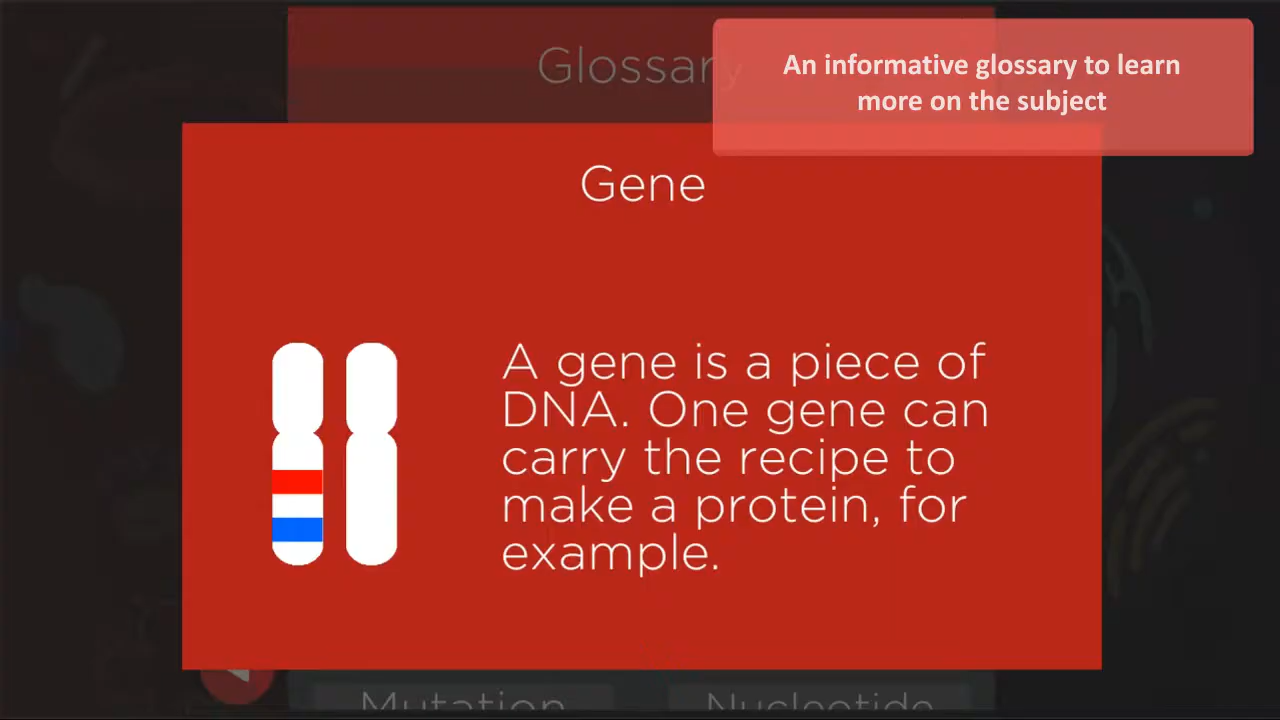 Glossary
An informative glossary to learn
more on the subject
Gene
A gene is a piece of
DNA. One gene can
carry the recipe to
make a protein, for
example.
Mutation
Nucleotide